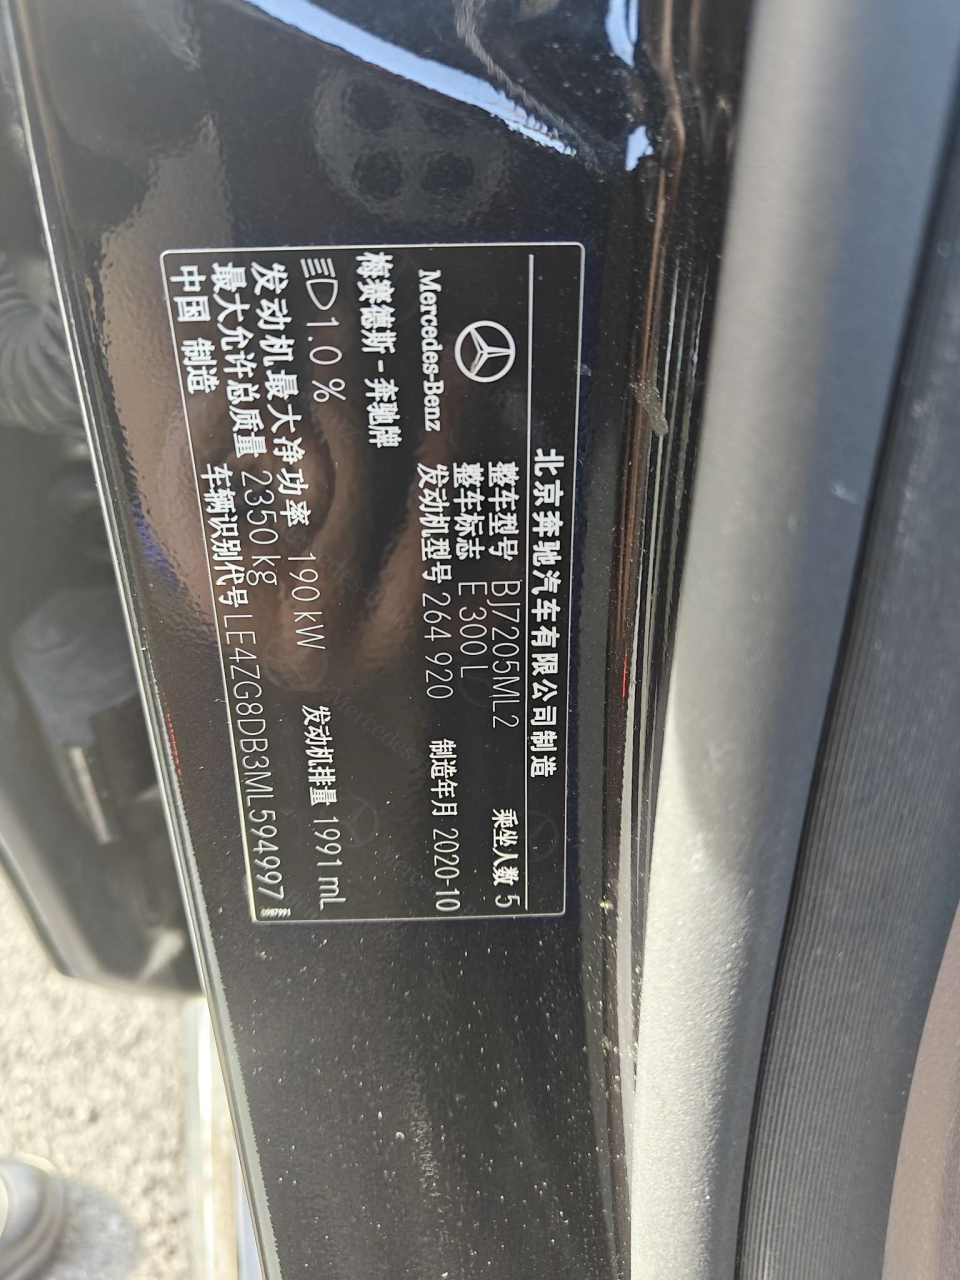 北京奔驰汽车有限公司制造
Mercedes-Benz
整车型号 BJ7205ML2 乘坐人数 5
整车标志 E 300 L
发动机型号 264 920 制造年月 2020-10
梅赛德斯-奔驰牌
1.0 %
发动机最大净功率 190 kW 发动机排量 1991 mL
最大允许总质量 2350 kg
中国 制造 车辆识别代号 LE4ZG8DB3ML594997